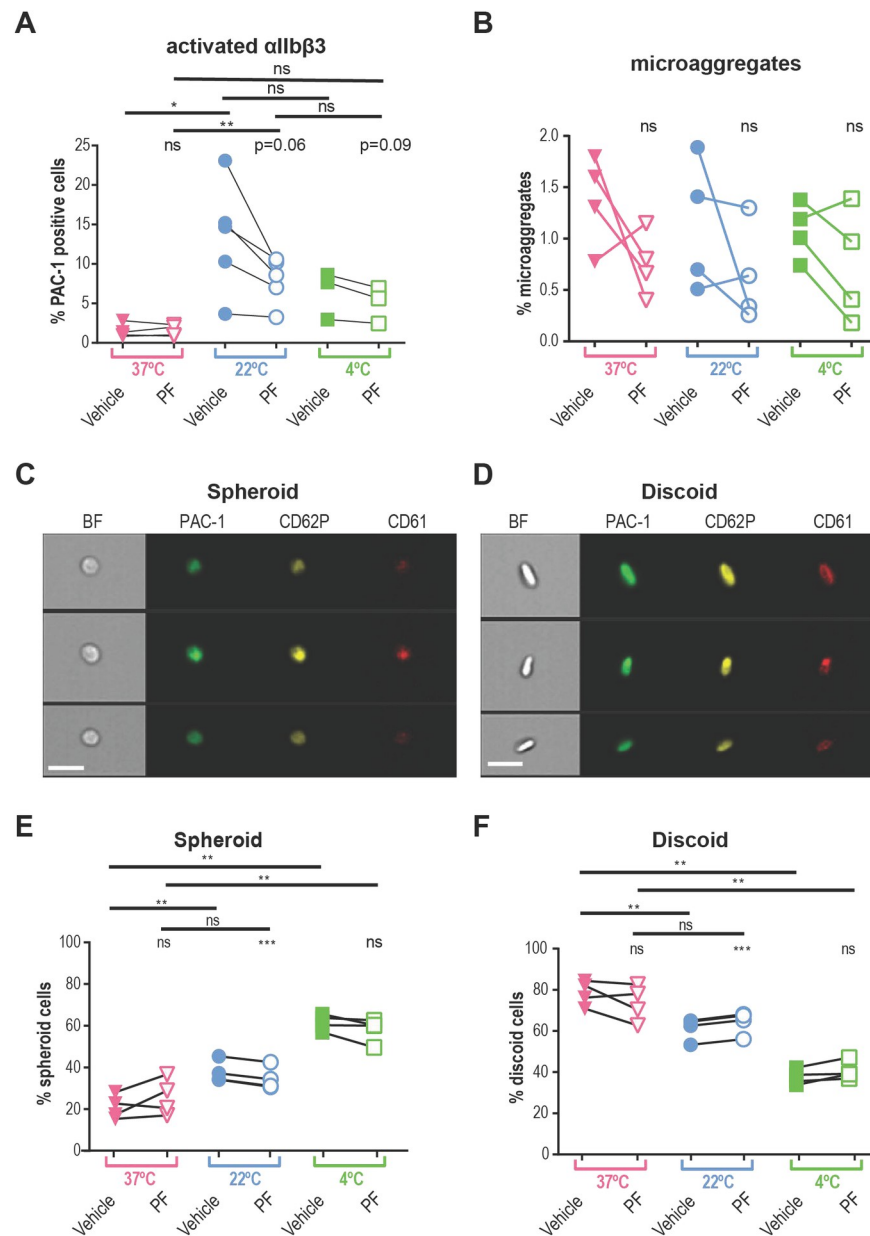 A
activated αIIbβ3
ns
ns
* ns
**
ns p=0.06 p=0.09
% PAC-1 positive cells
25
20
15
10
5
0
37ºC 22ºC 4ºC
Vehicle PF Vehicle PF Vehicle PF
B
microaggregates
ns ns ns
% microaggregates
2.0
1.5
1.0
0.5
0.0
37ºC 22ºC 4ºC
Vehicle PF Vehicle PF Vehicle PF
C
Spheroid
BF PAC-1 CD62P CD61
D
Discoid
BF PAC-1 CD62P CD61
E
Spheroid
**
**
**
ns
ns *** ns
% spheroid cells
100
80
60
40
20
0
37ºC 22ºC 4ºC
Vehicle PF Vehicle PF Vehicle PF
F
Discoid
**
**
**
ns
ns *** ns
% discoid cells
100
80
60
40
20
0
37ºC 22ºC 4ºC
Vehicle PF Vehicle PF Vehicle PF